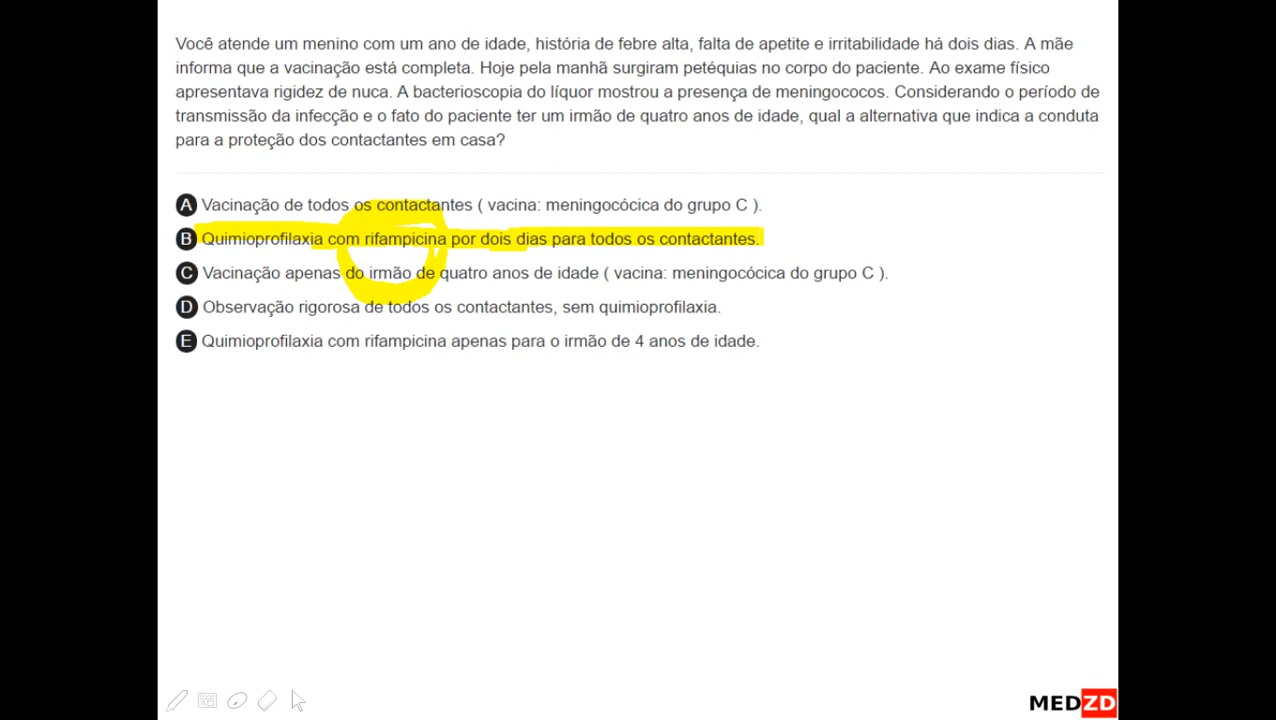 Você atende um menino com um ano de idade, história de febre alta, falta de apetite e irritabilidade há dois dias. A mãe
informa que a vacinação está completa. Hoje pela manhã surgiram petéquias no corpo do paciente. Ao exame físico
apresentava rigidez de nuca. A bacterioscopia do líquor mostrou a presença de meningococos. Considerando o período de
transmissão da infecção e o fato do paciente ter um irmão de quatro anos de idade, qual a alternativa que indica a conduta
para a proteção dos contactantes em casa?
A Vacinação de todos os contactantes ( vacina: meningocócica do grupo C ).
B Quimioprofilaxia com rifampicina por dois dias para todos os contactantes.
C Vacinação apenas do irmão de quatro anos de idade ( vacina: meningocócica do grupo C ).
D Observação rigorosa de todos os contactantes, sem quimioprofilaxia.
E Quimioprofilaxia com rifampicina apenas para o irmão de 4 anos de idade.
MEDZD